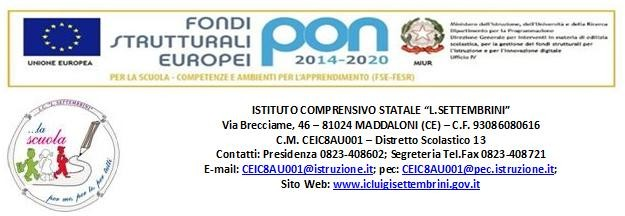 UNIONE EUROPEA
FONDI
STRUTTURALI
EUROPEI
pon
2014-2020
MIUR
Ministero dell'Istruzione, dell'Università e della Ricerca
Dipartimento per la Programmazione
Direzione Generale per interventi in materia di edilizia
scolastica, per la gestione dei fondi strutturali per
l'istruzione e per l'innovazione digitale
Ufficio IV
PER LA SCUOLA - COMPETENZE E AMBIENTI PER L'APPRENDIMENTO (FSE-FESR)
I.C. "L. SETTEMBRINI"
...la
scuola
per me, per te, per tutti
ISTITUTO COMPRENSIVO STATALE "L.SETTEMBRINI"
Via Brecciame, 46 – 81024 MADDALONI (CE) – C.F. 93086080616
C.M. CEIC8AU001 – Distretto Scolastico 13
Contatti: Presidenza 0823-408602; Segreteria Tel.Fax 0823-408721
E-mail: CEIC8AU001@istruzione.it; pec: CEIC8AU001@pec.istruzione.it;
Sito Web: www.icluigisettembrini.gov.it